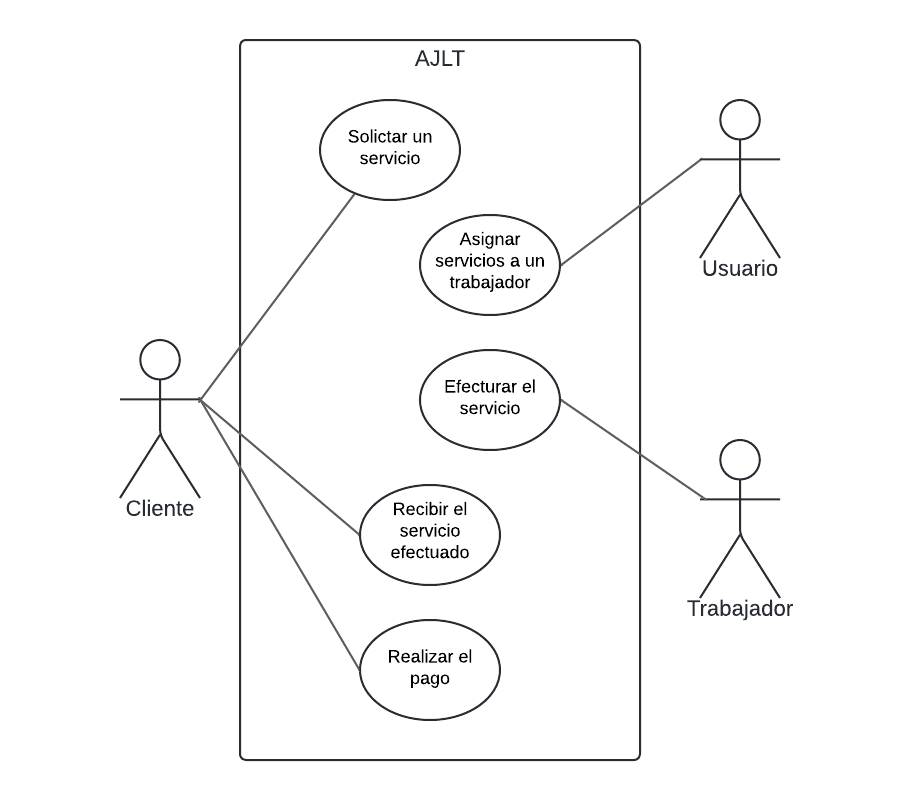 AJLT
Solictar un
servicio
Asignar
servicios a un
trabajador
Usuario
Efecturar el
servicio
Cliente
Recibir el
servicio
efectuado
Trabajador
Realizar el
pago